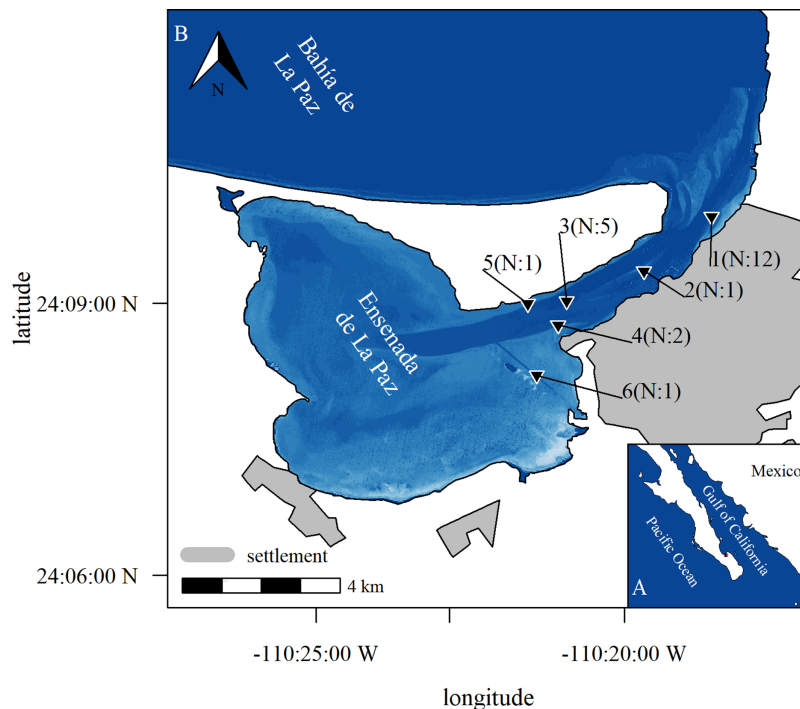 B
Bahía de
La Paz
N
3(N:5)
5(N:1)
1(N:12)
2(N:1)
latitude
24:09:00 N
Ensenada
de La Paz
4(N:2)
6(N:1)
Mexico
Gulf of California
Pacific Ocean
settlement
24:06:00 N
4 km
A
-110:25:00 W
-110:20:00 W
longitude